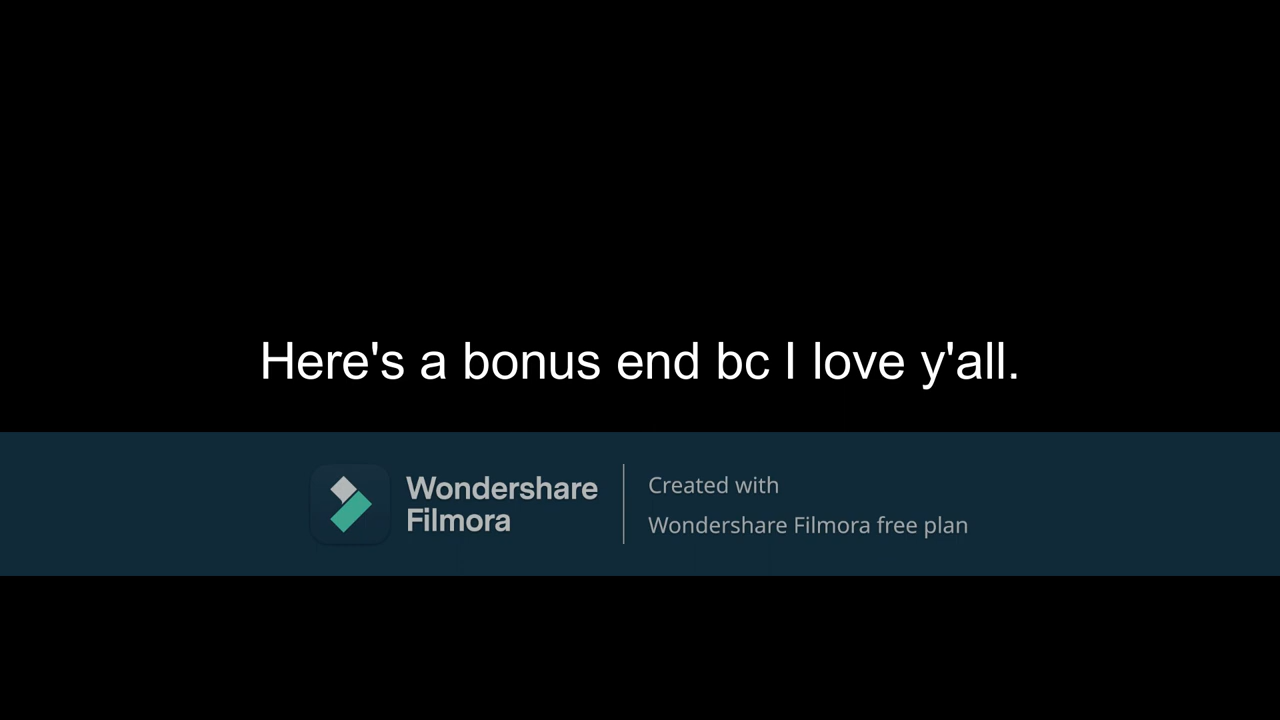 Here's a bonus end bc I love y'all.
Wondershare
Filmora
Created with
Wondershare Filmora free plan